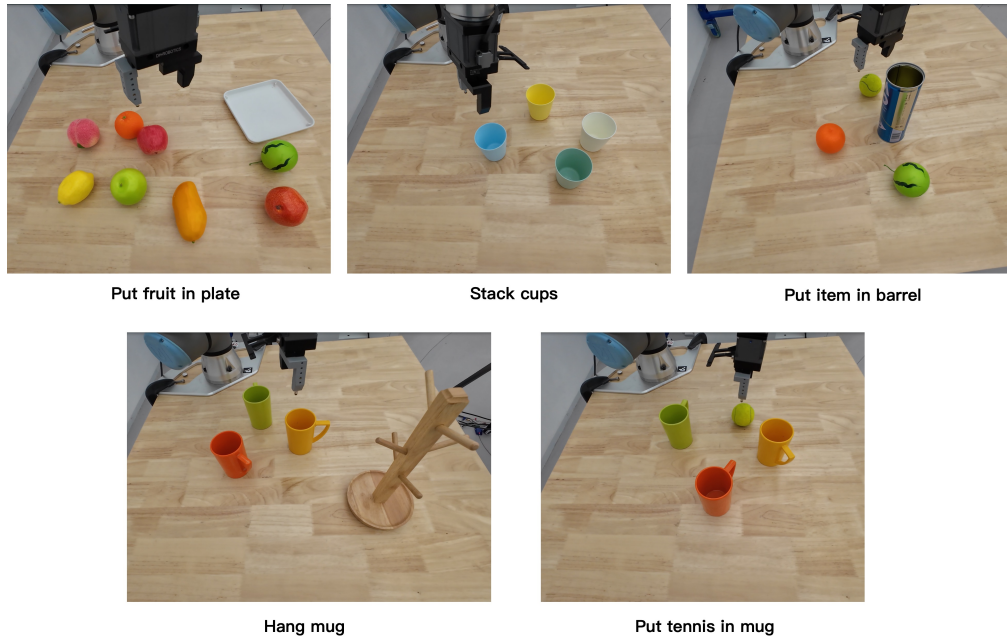 Put fruit in plate
Stack cups
Put item in barrel
Hang mug
Put tennis in mug